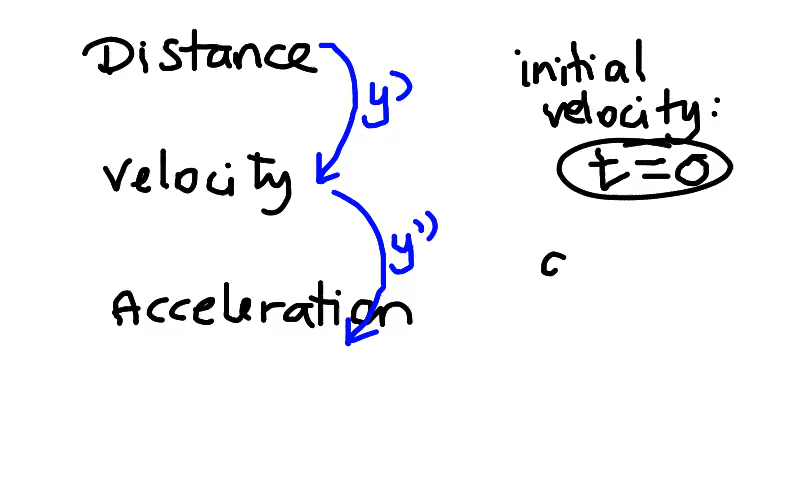 Distance
y'
velocity
y''
Acceleration
initial
velocity:
t=0
c